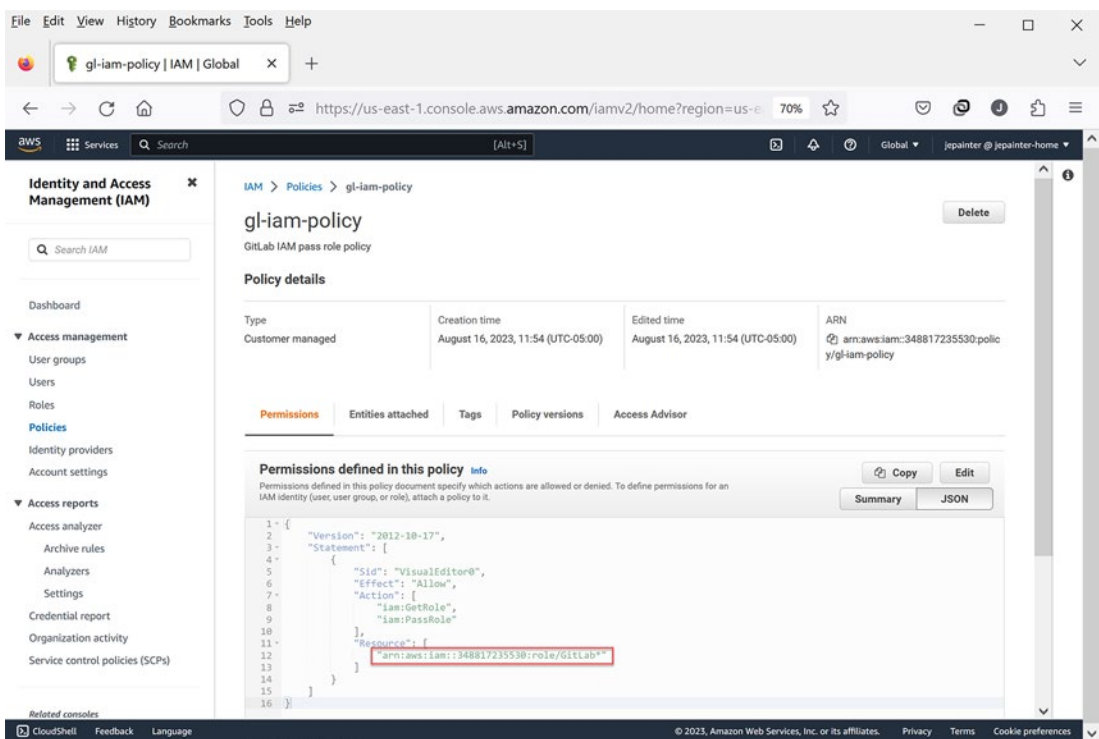 File Edit View History Bookmarks Tools Help
gl-iam-policy | IAM | Global
https://us-east-1.console.aws.amazon.com/iamv2/home?region=us-e 70%
aws Services Search [Alt+S] Global jepainter @ jepainter-home
Identity and Access
Management (IAM)
Search IAM
Dashboard
Access management
User groups
Users
Roles
Policies
Identity providers
Account settings
Access reports
Access analyzer
Archive rules
Analyzers
Settings
Credential report
Organization activity
Service control policies (SCPs)
Related consoles
IAM > Policies > gl-iam-policy
gl-iam-policy
Delete
GitLab IAM pass role policy
Policy details
Type
Customer managed
Creation time
August 16, 2023, 11:54 (UTC-05:00)
Edited time
August 16, 2023, 11:54 (UTC-05:00)
ARN
arn:aws:iam::348817235530:polic
y/gl-iam-policy
Permissions Entities attached Tags Policy versions Access Advisor
Permissions defined in this policy Info
Permissions defined in this policy document specify which actions are allowed or denied. To define permissions for an
IAM identity (user, user group, or role), attach a policy to it.
Copy Edit
Summary JSON
1 {
2 "Version": "2012-10-17",
3 "Statement": [
4 {
5 "Sid": "VisualEditor0",
6 "Effect": "Allow",
7 "Action": [
8 "iam:GetRole",
9 "iam:PassRole"
10 ],
11 "Resource": [
12 "arn:aws:iam::348817235530:role/GitLab*"
13 ]
14 }
15 ]
16 }
CloudShell Feedback Language © 2023, Amazon Web Services, Inc. or its affiliates. Privacy Terms Cookie preferences